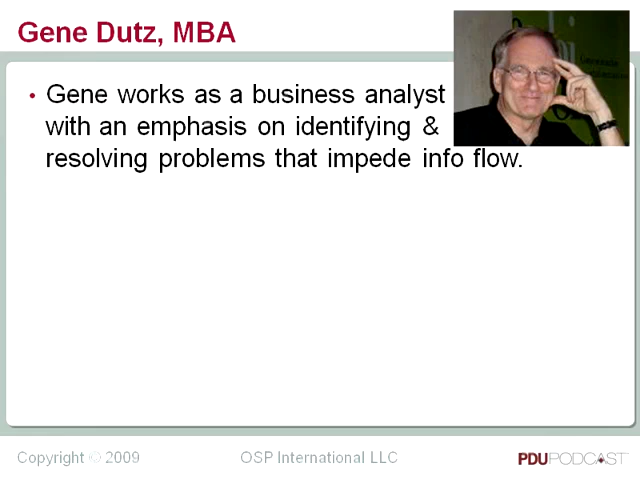 Gene Dutz, MBA
• Gene works as a business analyst
with an emphasis on identifying &
resolving problems that impede info flow.
Copyright © 2009 OSP International LLC PDUPODCAST